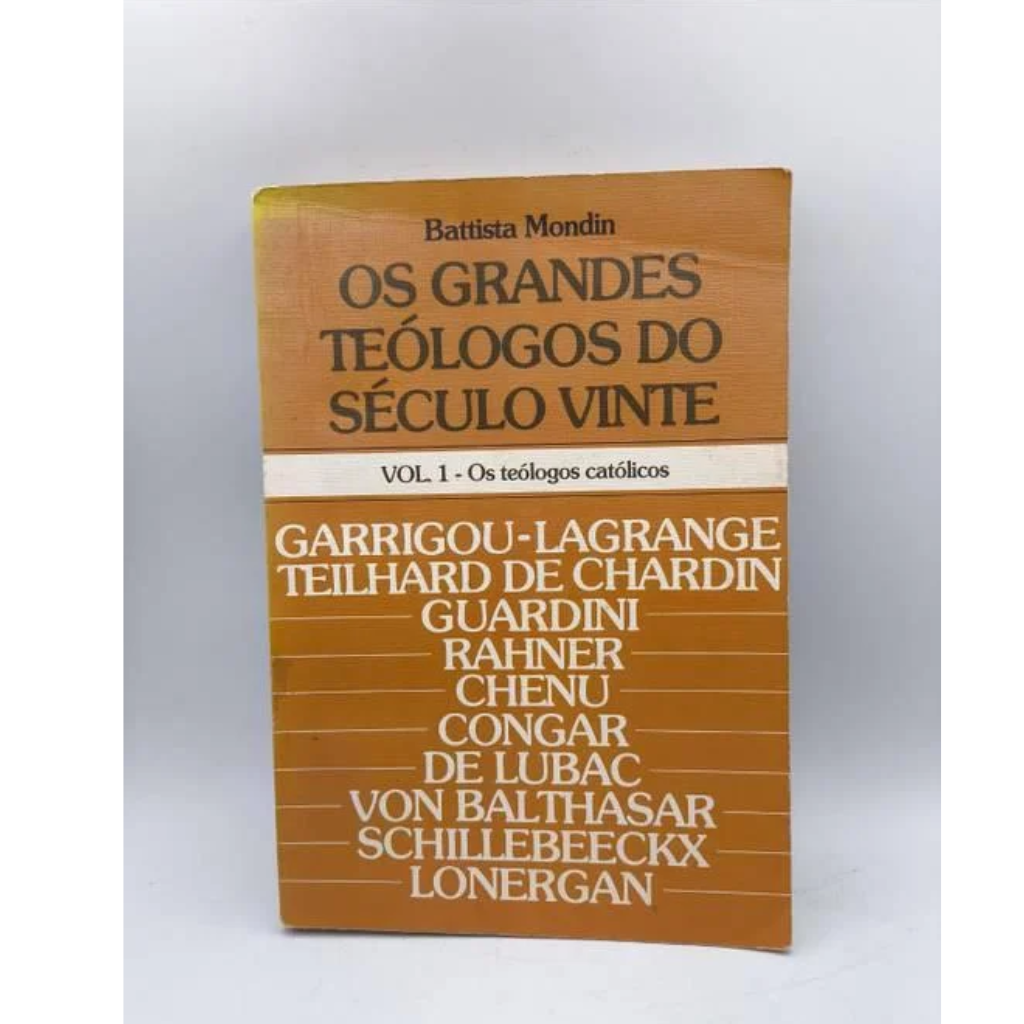 Battista Mondin
OS GRANDES
TEÓLOGOS DO
SÉCULO VINTE
VOL. 1 - Os teólogos católicos
GARRIGOU-LAGRANGE
TEILHARD DE CHARDIN
GUARDINI
RAHNER
CHENU
CONGAR
DE LUBAC
VON BALTHASAR
SCHILLEBEECKX
LONERGAN